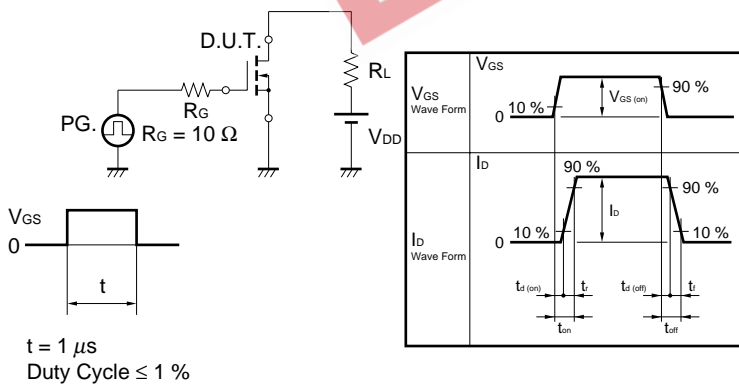 D.U.T.
RL
RG
PG.
RG = 10 Ω
VDD
VGS
0
t
t = 1 μs
Duty Cycle ≤ 1 %
VGS
Wave Form
VGS
VGS (on)
10 %
90 %
0
ID
Wave Form
ID
90 %
90 %
ID
10 %
10 %
0
td (on)
tr
td (off)
tf
ton
toff